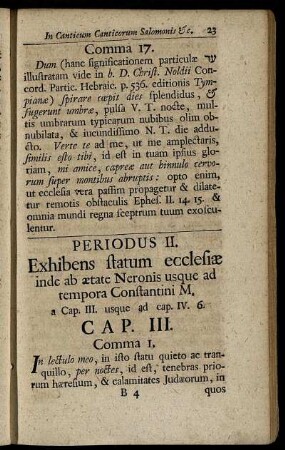 In Canticum Canticorum Salomonis &c. 23
Comma 17.
Dum (hanc significationem particulæ עד
illustratam vide in b. D. Christ. Noldii Con-
cord. Partic. Hebraic. p. 536. editionis Tym-
pianæ) spirare cœpit dies splendidus, &
fugerunt umbræ, pulsa V. T. nocte, mul-
tis umbrarum typicarum nubibus olim ob-
nubilata, & iucundissimo N. T. die addu-
cto. Verte te ad me, ut me amplectaris,
similis esto tibi, id est in tuam ipsius glo-
riam, mi amice, capreæ aut hinnulo cervo-
rum super montibus abruptis: opto enim,
ut ecclesia vera passim propagetur & dilate-
tur remotis obstaculis Ephes. II. 14. 15. &
omnia mundi regna sceptrum tuum exoscu-
lentur.
PERIODUS II.
Exhibens statum ecclesiæ
inde ab ætate Neronis usque ad
tempora Constantini M.
a Cap. III. usque ad cap. IV. 6.
CAP. III.
Comma 1.
In lectulo meo, in isto statu quieto ac tran-
quillo, per noctes, id est, tenebras prio-
rum hæresium, & calamitates Judæorum, in
B 4 quos